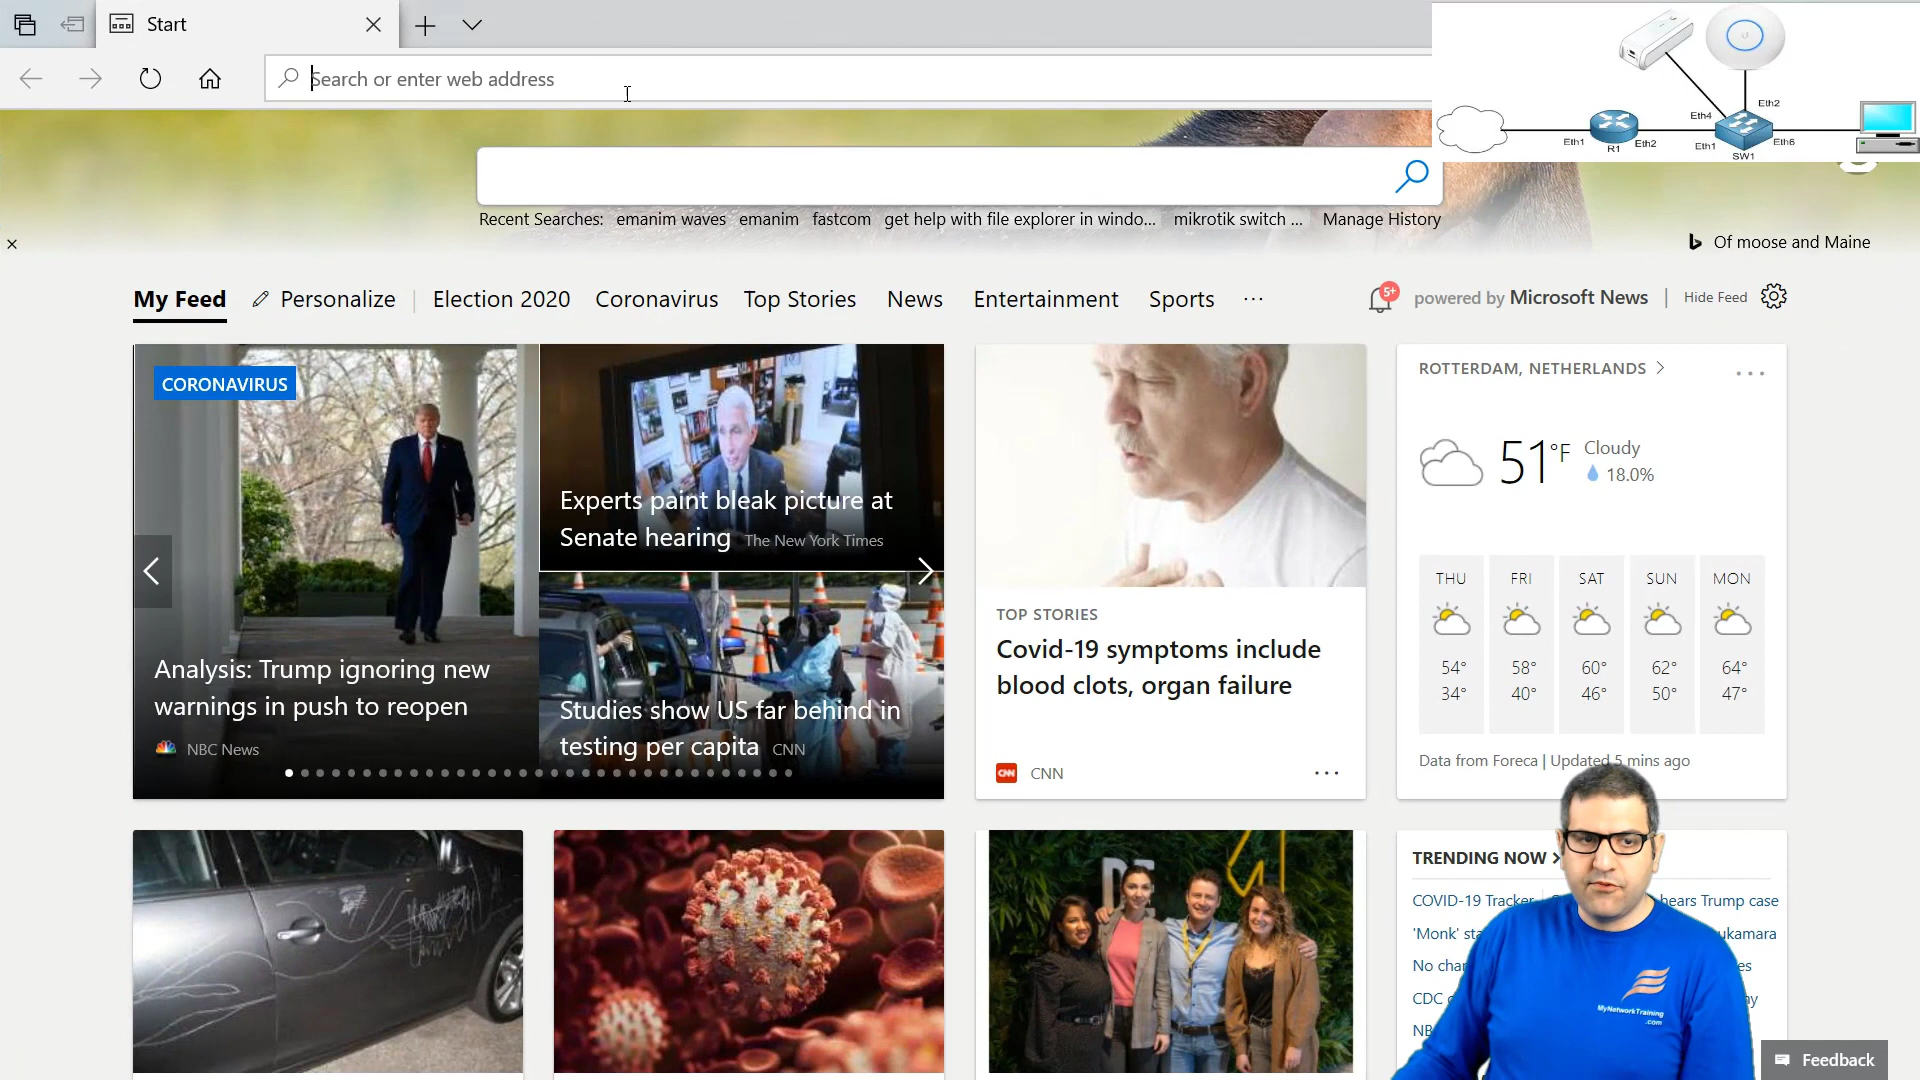 Start
Search or enter web address
Eth2
Eth4
Eth1
R1
Eth2
Eth1
SW1
Eth6
Recent Searches: emanim waves emanim fastcom get help with file explorer in windo... mikrotik switch ... Manage History
Of moose and Maine
My Feed
Personalize
Election 2020
Coronavirus
Top Stories
News
Entertainment
Sports
5+
powered by Microsoft News
Hide Feed
CORONAVIRUS
Analysis: Trump ignoring new
warnings in push to reopen
NBC News
Experts paint bleak picture at
Senate hearing The New York Times
Studies show US far behind in
testing per capita CNN
TOP STORIES
Covid-19 symptoms include
blood clots, organ failure
CNN
CNN
ROTTERDAM, NETHERLANDS
51°F
Cloudy
18.0%
THU FRI SAT SUN MON
54° 58° 60° 62° 64°
34° 40° 46° 50° 47°
Data from Foreca | Updated 5 mins ago
TRENDING NOW
COVID-19 Tracker
hears Trump case
'Monk'
No
CDC
MyNetworkTraining
.com
Feedback